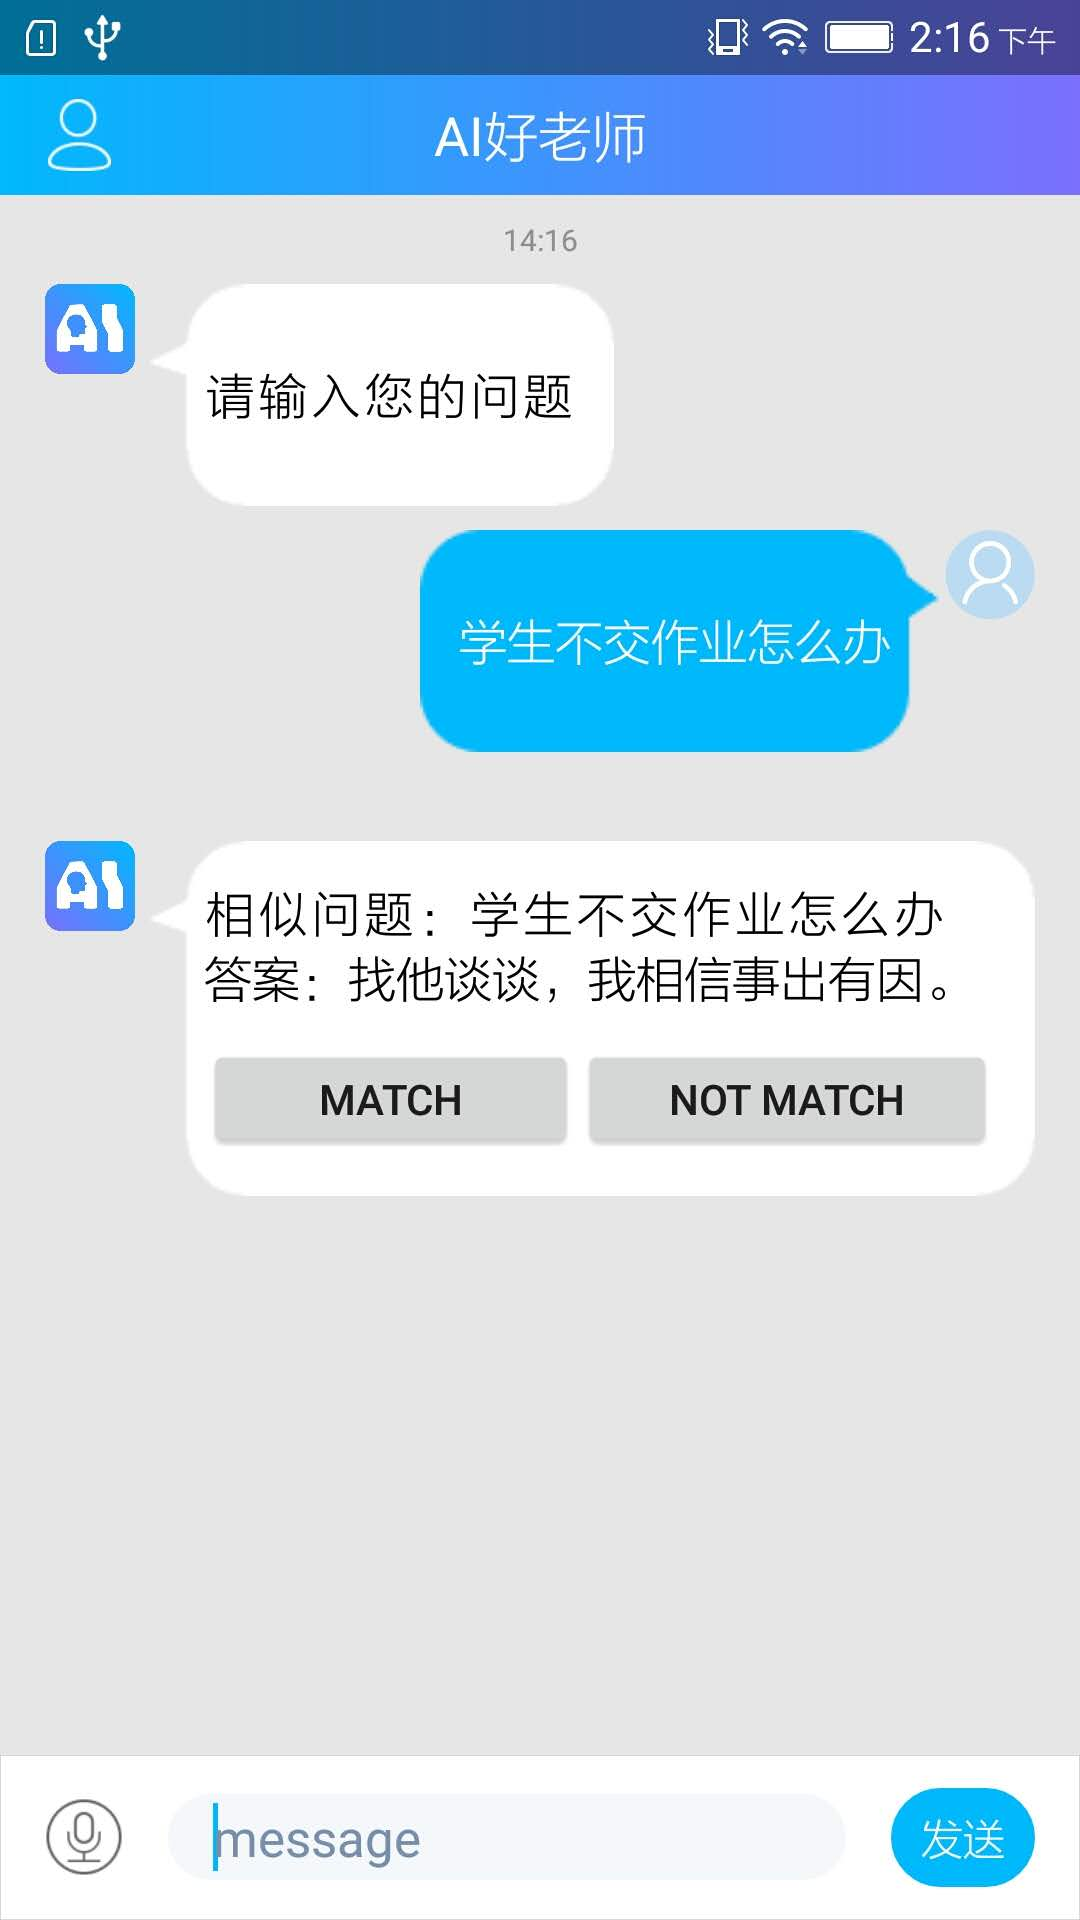 2:16 下午
AI好老师
14:16
AI
请输入您的问题
学生不交作业怎么办
AI
相似问题：学生不交作业怎么办
答案：找他谈谈，我相信事出有因。
MATCH
NOT MATCH
message
发送